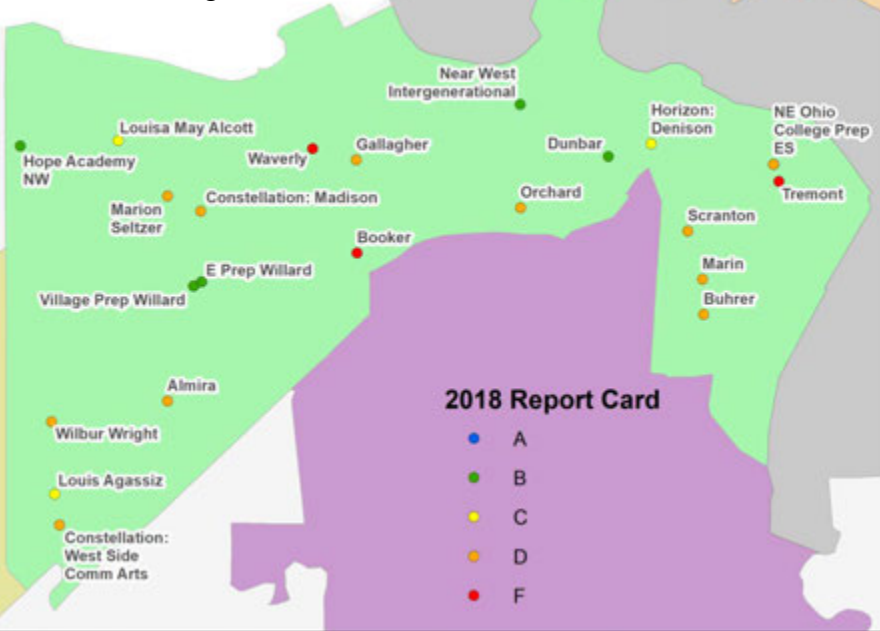 Near West
Intergenerational
Horizon:
Denison
NE Ohio
College Prep
ES
Louisa May Alcott
Hope Academy
NW
Waverly
Gallagher
Dunbar
Tremont
Marion
Seltzer
Constellation: Madison
Orchard
Scranton
Booker
Marin
E Prep Willard
Village Prep Willard
Buhrer
Almira
Wilbur Wright
Louis Agassiz
Constellation:
West Side
Comm Arts
2018 Report Card
A
B
C
D
F